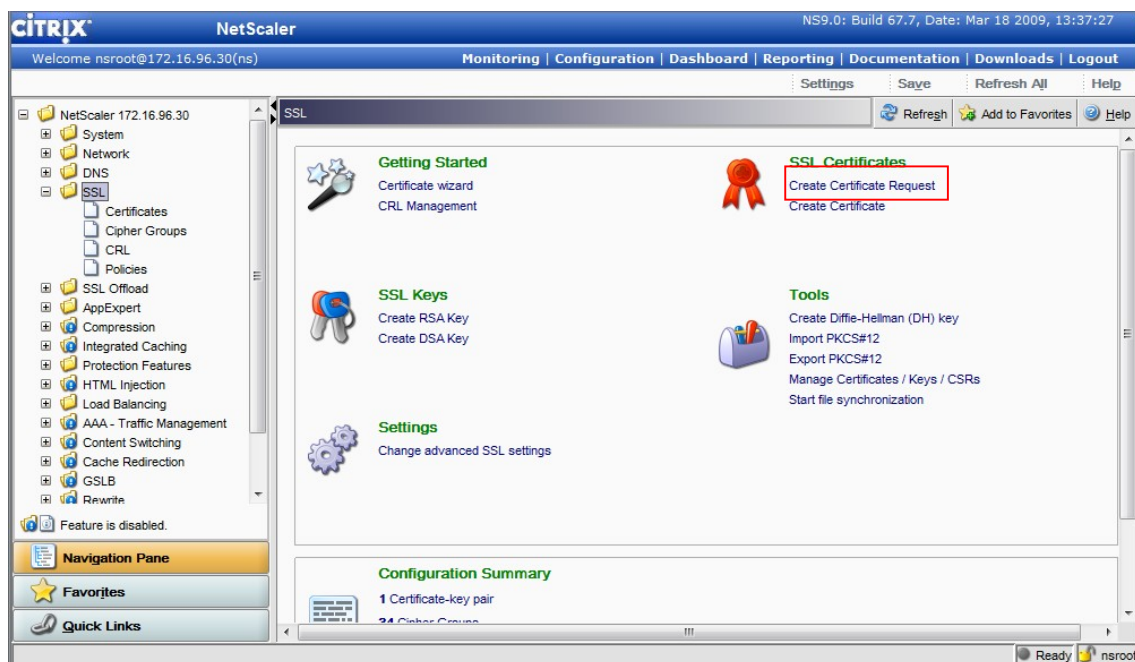 CITRIX NetScaler
NS9.0: Build 67.7, Date: Mar 18 2009, 13:37:27
Welcome nsroot@172.16.96.30(ns)
Monitoring | Configuration | Dashboard | Reporting | Documentation | Downloads | Logout
Settings Save Refresh All Help
NetScaler 172.16.96.30
System
Network
DNS
SSL
Certificates
Cipher Groups
CRL
Policies
SSL Offload
AppExpert
Compression
Integrated Caching
Protection Features
HTML Injection
Load Balancing
AAA - Traffic Management
Content Switching
Cache Redirection
GSLB
Rewrite
Feature is disabled.
Navigation Pane
Favorites
Quick Links
SSL
Refresh Add to Favorites Help
Getting Started
Certificate wizard
CRL Management
SSL Certificates
Create Certificate Request
Create Certificate
SSL Keys
Create RSA Key
Create DSA Key
Tools
Create Diffie-Hellman (DH) key
Import PKCS#12
Export PKCS#12
Manage Certificates / Keys / CSRs
Start file synchronization
Settings
Change advanced SSL settings
Configuration Summary
1 Certificate-key pair
34 Cipher Groups
Ready nsroot